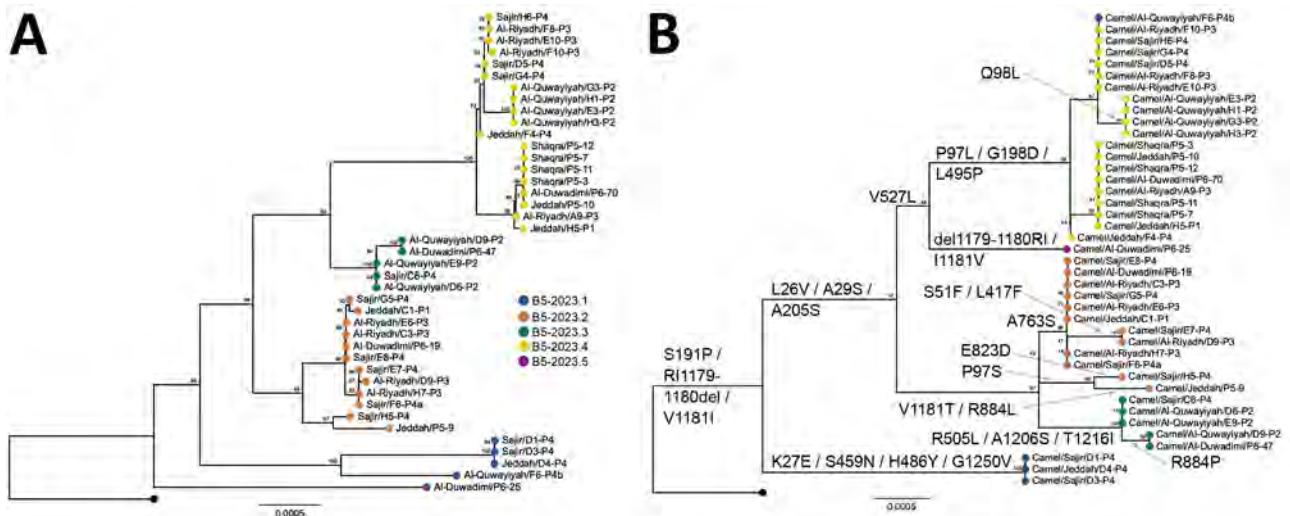 A
Sajir/H6-P4
Al-Riyadh/F8-P3
Al-Riyadh/E10-P3
Al-Riyadh/F10-P3
Sajir/D5-P4
Sajir/G4-P4
Al-Quwayiyah/G3-P2
Al-Quwayiyah/H1-P2
Al-Quwayiyah/E3-P2
Al-Quwayiyah/H3-P2
Jeddah/F4-P4
Shaqra/P5-12
Shaqra/P5-7
Shaqra/P5-11
Shaqra/P5-3
Al-Duwadimi/P6-70
Jeddah/P5-10
Al-Riyadh/A9-P3
Jeddah/H5-P1
Al-Quwayiyah/D9-P2
Al-Duwadimi/P6-47
Al-Quwayiyah/E9-P2
Sajir/C6-P4
Al-Quwayiyah/D6-P2
Sajir/G5-P4
Jeddah/C1-P1
Al-Riyadh/E6-P3
Al-Riyadh/C3-P3
Al-Duwadimi/P6-19
Sajir/E8-P4
Sajir/E7-P4
Al-Riyadh/D9-P3
Al-Riyadh/H7-P3
Sajir/F6-P4a
Sajir/H5-P4
Jeddah/P5-9
Sajir/D1-P4
Sajir/D3-P4
Jeddah/D4-P4
Al-Quwayiyah/F6-P4b
Al-Duwadimi/P6-25
0.0005
B5-2023.1
B5-2023.2
B5-2023.3
B5-2023.4
B5-2023.5
B
Camel/Al-Quwayiyah/F6-P4b
Camel/Al-Riyadh/F10-P3
Camel/Sajir/H6-P4
Camel/Sajir/G4-P4
Camel/Sajir/D5-P4
Camel/Al-Riyadh/F8-P3
Camel/Al-Riyadh/E10-P3
Camel/Al-Quwayiyah/E3-P2
Camel/Al-Quwayiyah/H1-P2
Camel/Al-Quwayiyah/G3-P2
Camel/Al-Quwayiyah/H3-P2
Camel/Shaqra/P5-3
Camel/Jeddah/P5-10
Camel/Shaqra/P5-12
Camel/Al-Duwadimi/P6-70
Camel/Al-Riyadh/A9-P3
Camel/Shaqra/P5-11
Camel/Shaqra/P5-7
Camel/Jeddah/H5-P1
Camel/Jeddah/F4-P4
Camel/Al-Duwadimi/P6-25
Camel/Sajir/E8-P4
Camel/Al-Duwadimi/P6-19
Camel/Al-Riyadh/C3-P3
Camel/Sajir/G5-P4
Camel/Al-Riyadh/E6-P3
Camel/Jeddah/C1-P1
Camel/Sajir/E7-P4
Camel/Al-Riyadh/D9-P3
Camel/Al-Riyadh/H7-P3
Camel/Sajir/F6-P4a
Camel/Sajir/H5-P4
Camel/Jeddah/P5-9
Camel/Sajir/C6-P4
Camel/Al-Quwayiyah/D6-P2
Camel/Al-Quwayiyah/E9-P2
Camel/Al-Quwayiyah/D9-P2
Camel/Al-Duwadimi/P6-47
Camel/Sajir/D1-P4
Camel/Jeddah/D4-P4
Camel/Sajir/D3-P4
Q98L
P97L / G198D /
L495P
V527L
del1179-1180RI /
I1181V
L26V / A29S /
A205S
S51F / L417F
A763S
E823D
P97S
S191P /
RI1179-
1180del /
V1181I
V1181T / R884L
R505L / A1206S / T1216I
R884P
K27E / S459N / H486Y / G1250V
0.0005